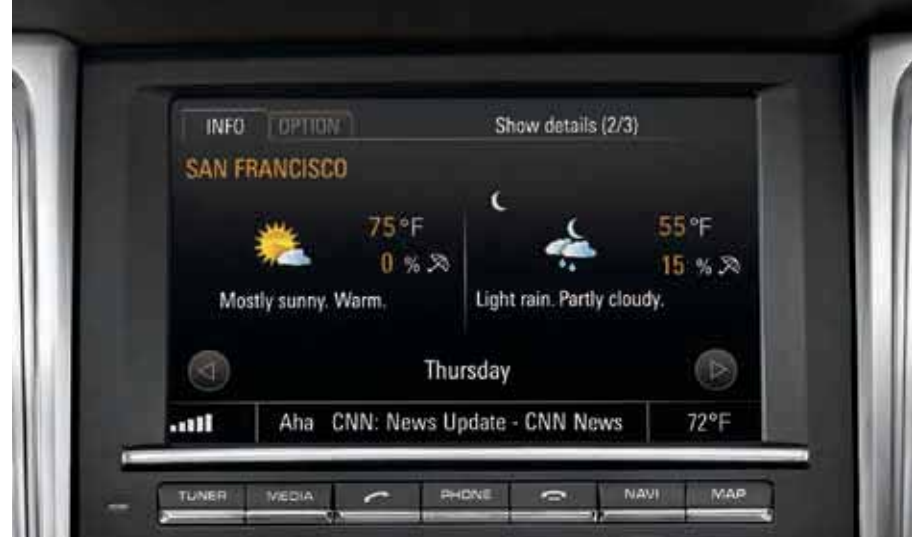 INFO OPTION Show details (2/3)
SAN FRANCISCO
75°F
0 %
Mostly sunny. Warm.
55°F
15 %
Light rain. Partly cloudy.
Thursday
Aha CNN: News Update - CNN News 72°F
TUNER MEDIA PHONE NAVI MAP